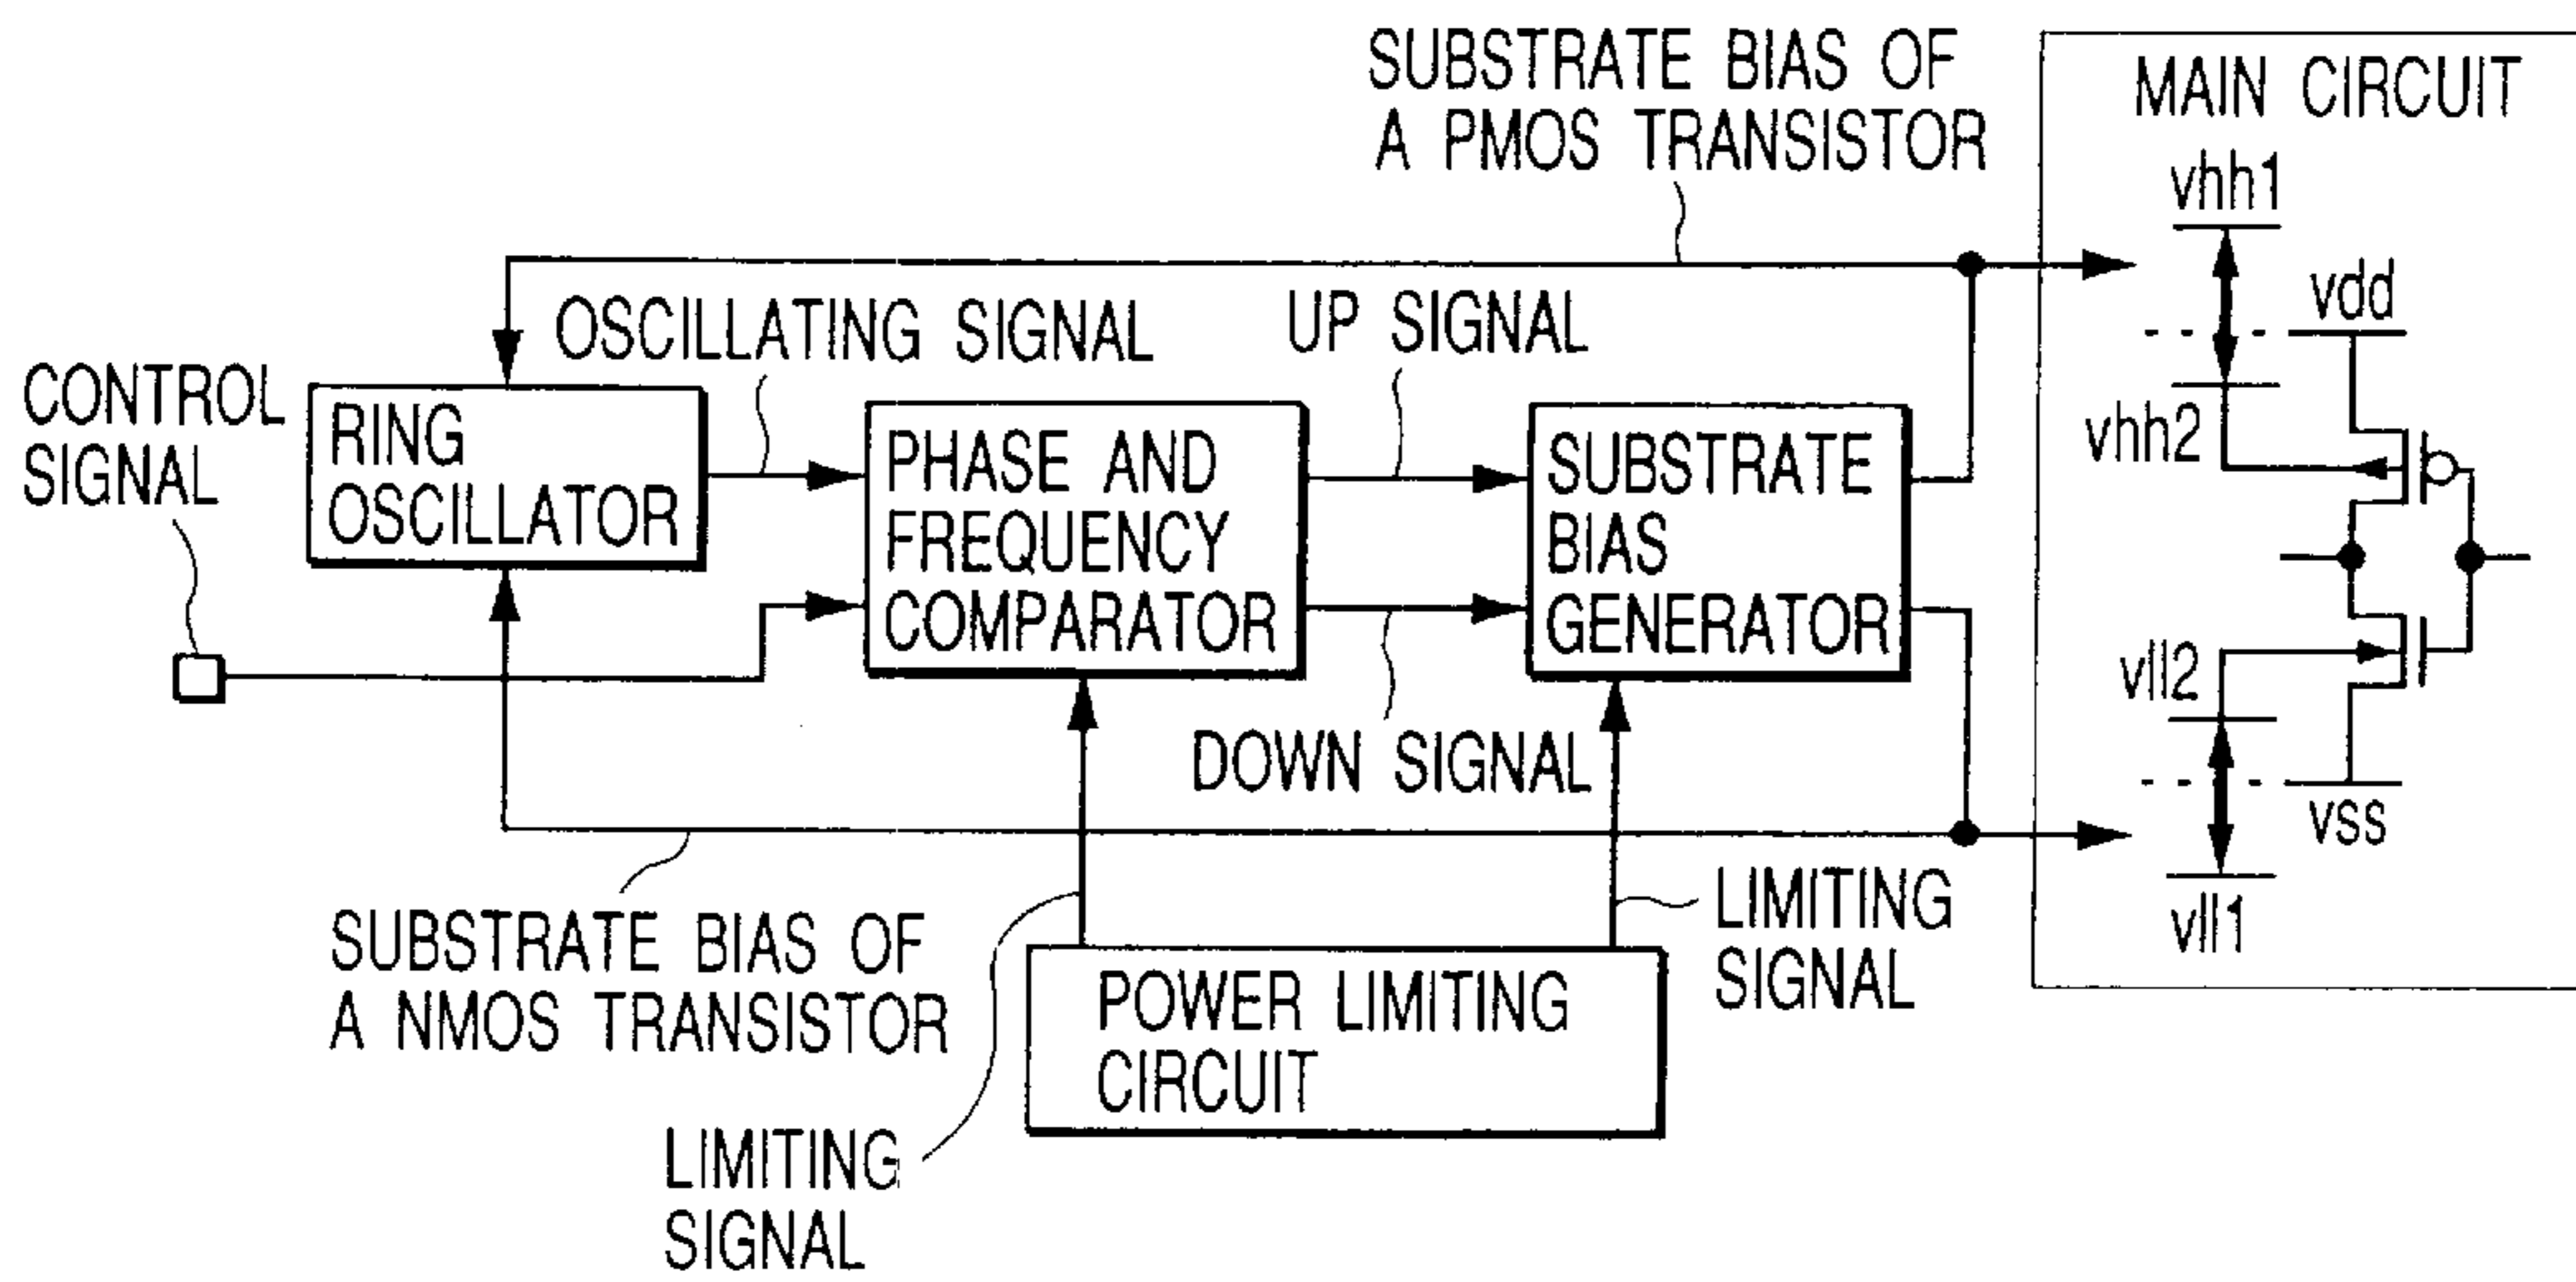 SUBSTRATE BIAS OF
A PMOS TRANSISTOR
MAIN CIRCUIT
vhh1
vdd
OSCILLATING SIGNAL
UP SIGNAL
CONTROL
SIGNAL
RING
OSCILLATOR
PHASE AND
FREQUENCY
COMPARATOR
SUBSTRATE
BIAS
GENERATOR
vhh2
vll2
DOWN SIGNAL
vss
vll1
SUBSTRATE BIAS OF
A NMOS TRANSISTOR
LIMITING
SIGNAL
POWER LIMITING
CIRCUIT
LIMITING
SIGNAL